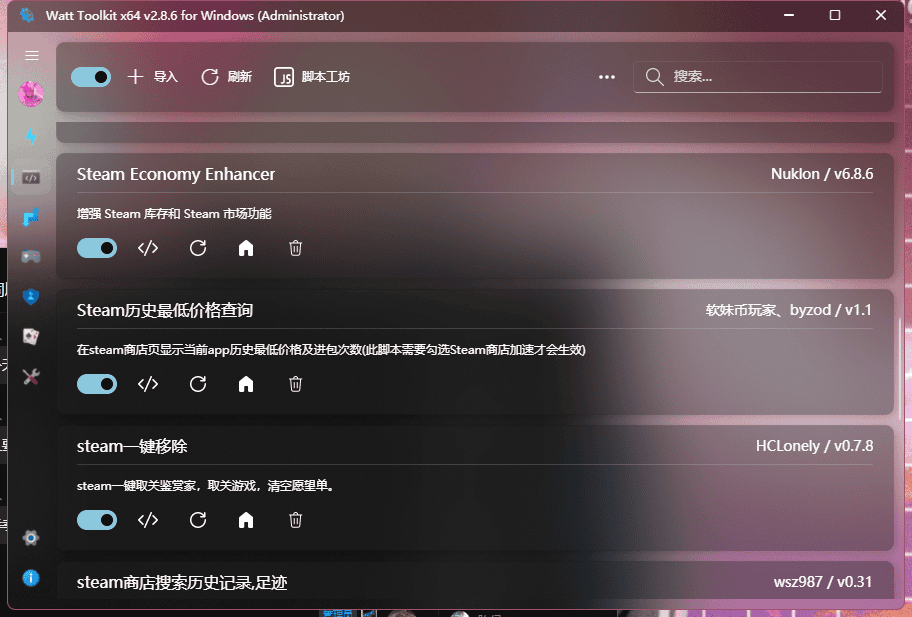 Watt Toolkit x64 v2.8.6 for Windows (Administrator)
导入 刷新 脚本工坊 搜索...
Steam Economy Enhancer Nuklon / v6.8.6
增强 Steam 库存和 Steam 市场功能
Steam历史最低价格查询 软妹币玩家、byzod / v1.1
在steam商店页显示当前app历史最低价格及进包次数(此脚本需要勾选Steam商店加速才会生效)
steam一键移除 HCLonely / v0.7.8
steam一键取关鉴赏家，取关游戏，清空愿望单。
steam商店搜索历史记录,足迹 wsz987 / v0.31
管理员